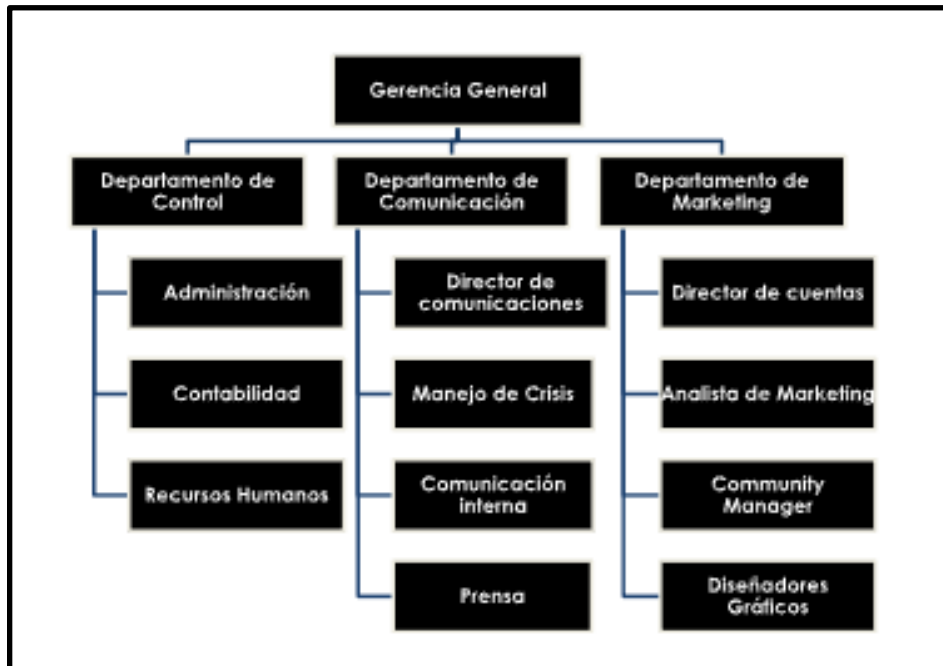 Gerencia General
Departamento de
Control
Departamento de
Comunicación
Departamento de
Marketing
Administración
Contabilidad
Recursos Humanos
Director de
comunicaciones
Manejo de Crisis
Comunicación
interna
Prensa
Director de cuentas
Analista de Marketing
Community
Manager
Diseñadores
Gráficos